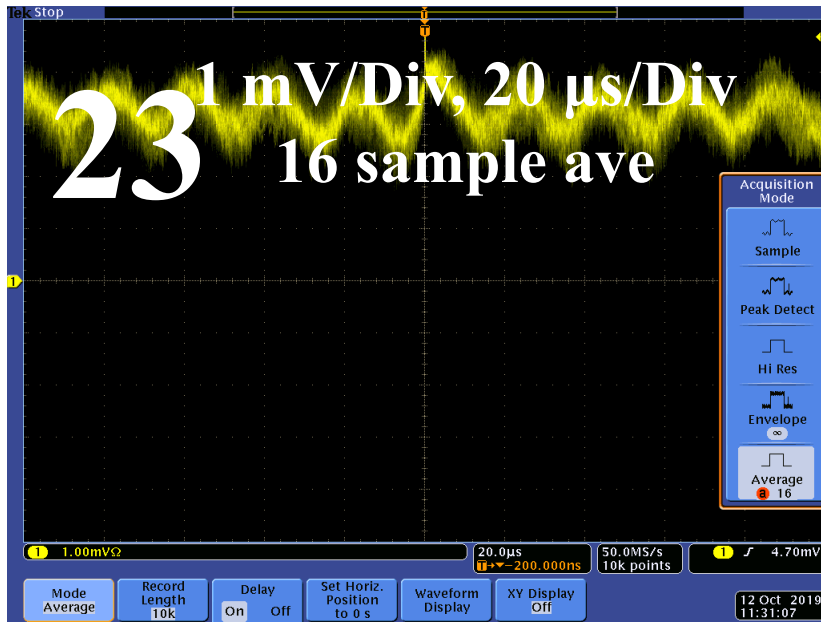 Tek Stop
T
T
1 mV/Div, 20 μs/Div
23
16 sample ave
Acquisition
Mode
Sample
1
Peak Detect
Hi Res
Envelope
∞
Average
a 16
1 1.00mVΩ
20.0μs
T→▼−200.000ns
50.0MS/s
10k points
1 4.70mV
Mode
Average
Record
Length
10k
Delay
On Off
Set Horiz.
Position
to 0 s
Waveform
Display
XY Display
Off
12 Oct 2019
11:31:07